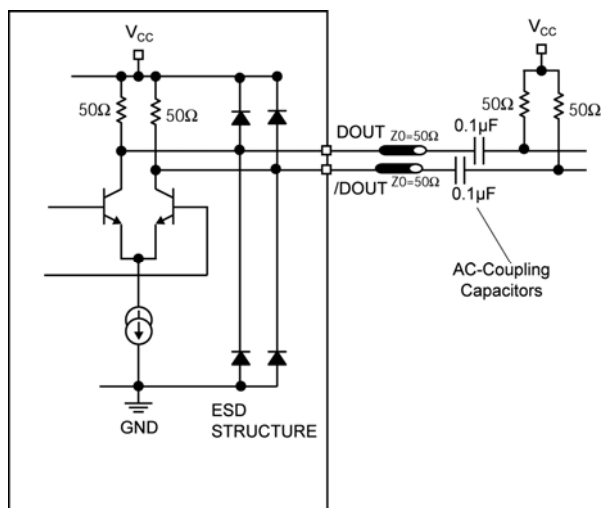 VCC
50Ω
50Ω
DOUT
Z0=50Ω
/DOUT
Z0=50Ω
0.1µF
0.1µF
VCC
50Ω
50Ω
AC-Coupling
Capacitors
GND
ESD
STRUCTURE